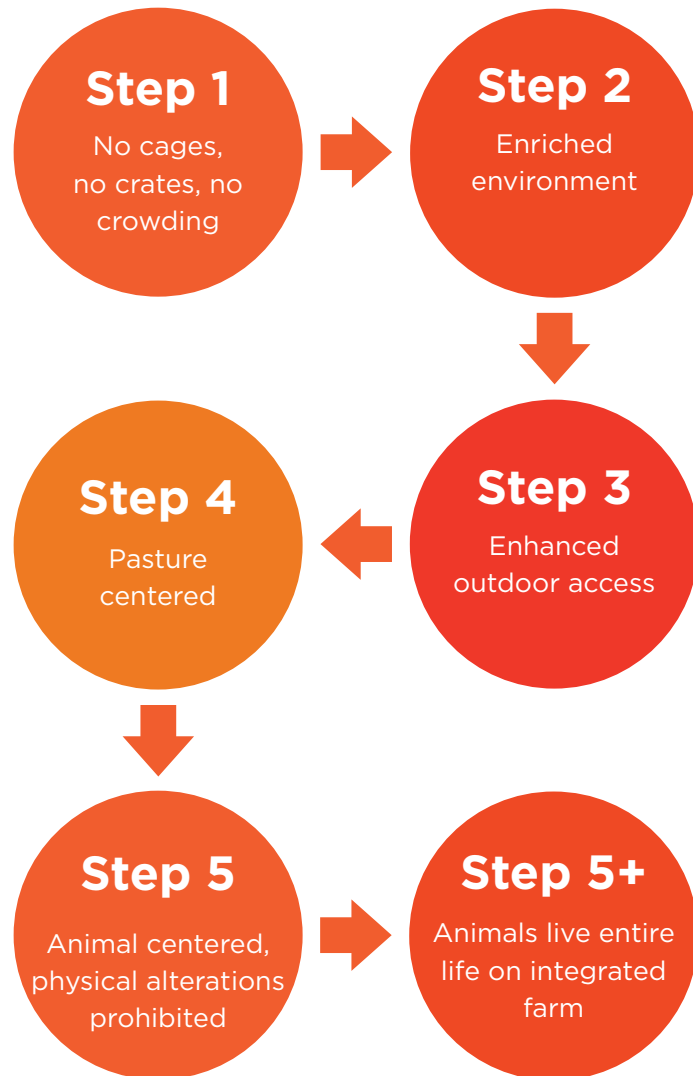 Step 1
No cages,
no crates, no
crowding
Step 2
Enriched
environment
Step 3
Enhanced
outdoor access
Step 4
Pasture
centered
Step 5
Animal centered,
physical alterations
prohibited
Step 5+
Animals live entire
life on integrated
farm